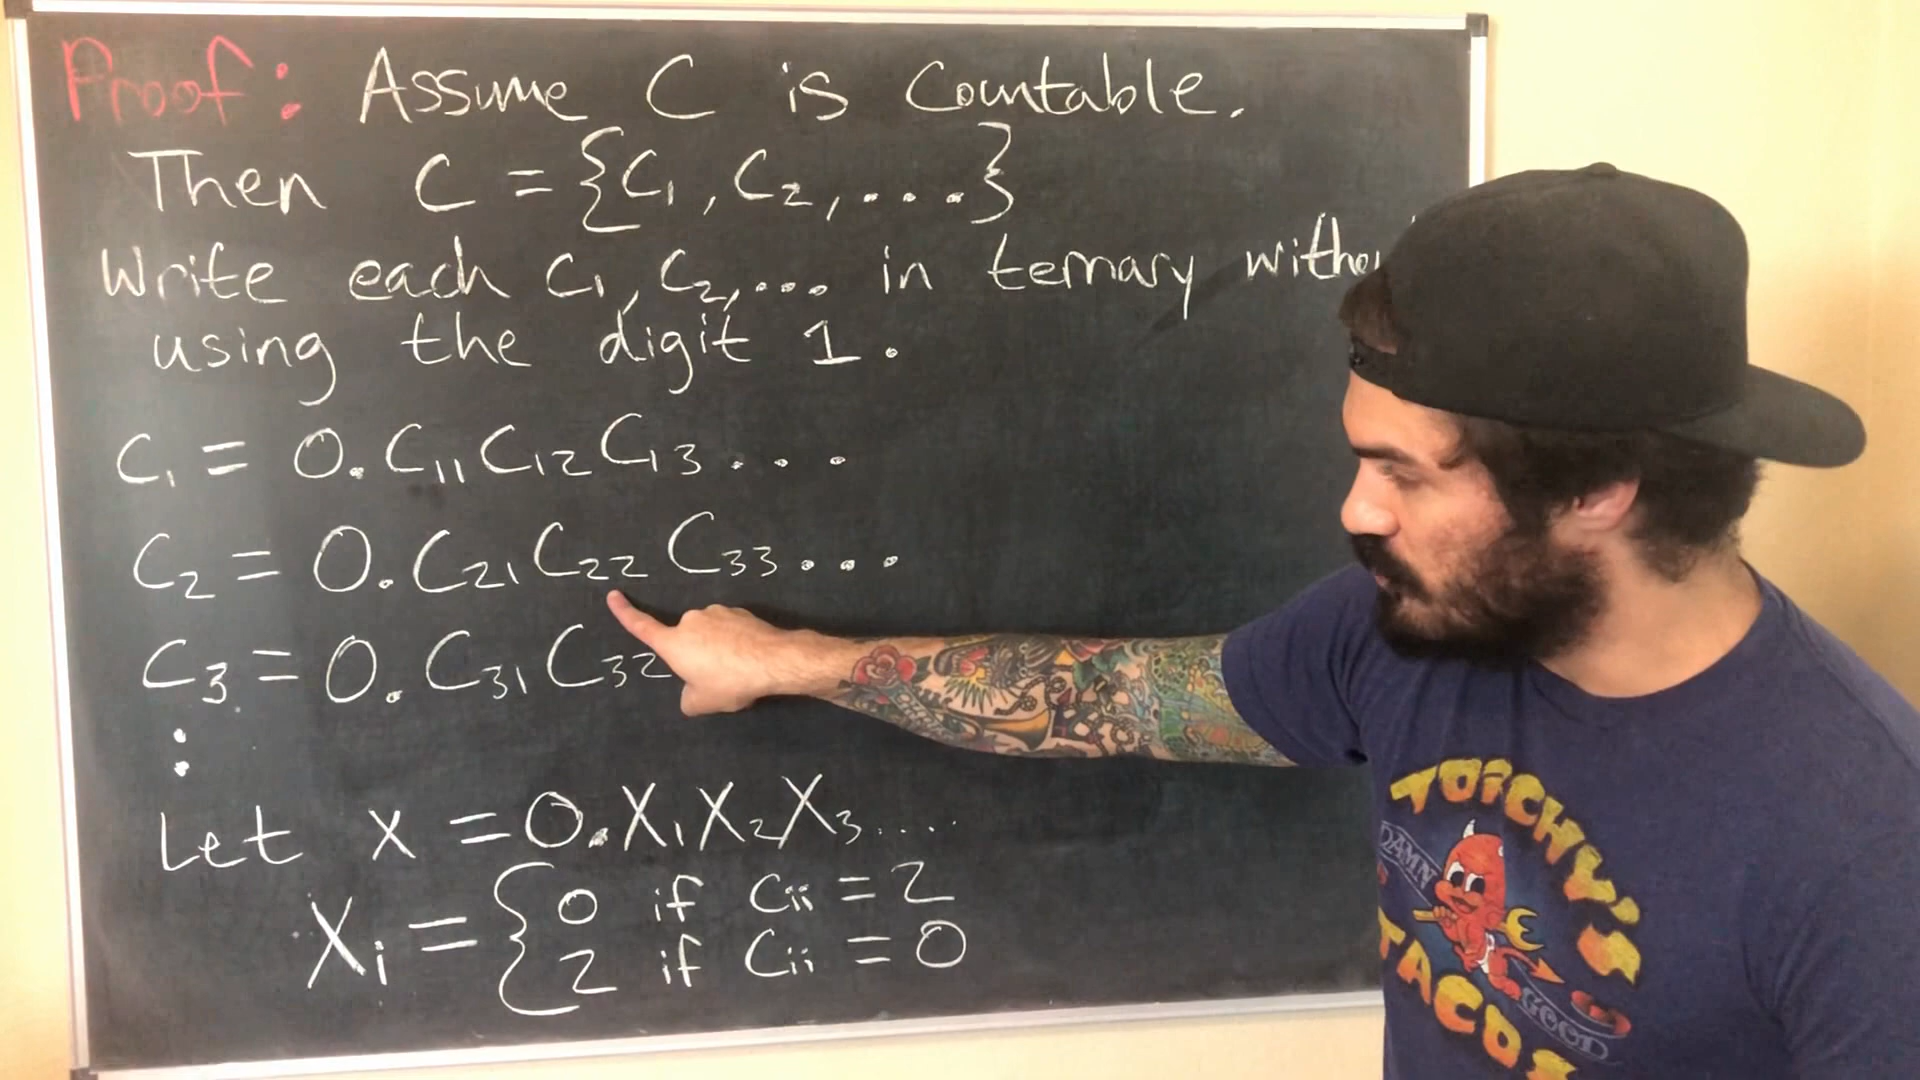 Proof: Assume C is Countable.
Then C = {C₁, C₂, ....}
Write each C₁, C₂, ... in ternary
using the digit 1.
C₁ = 0.C₁₁C₁₂C₁₃...
C₂ = 0.C₂₁C₂₂C₃₃...
C₃ = 0.C₃₁C₃₂
:
Let x = 0.X₁X₂X₃....
Xᵢ = { 0 if Cᵢᵢ = 2
2 if Cᵢᵢ = 0
TORCHY'S
DAMN
GOOD
TACOS